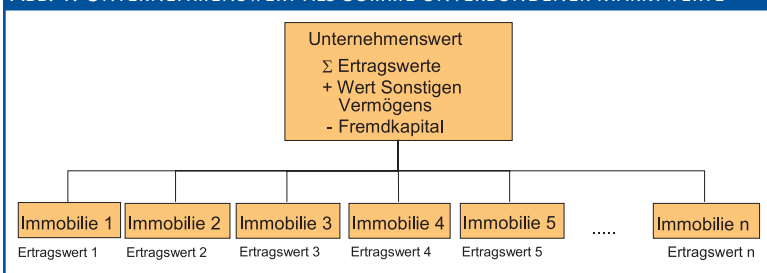 Unternehmenswert
Σ Ertragswerte
+ Wert Sonstigen
Vermögens
- Fremdkapital
Immobilie 1 Immobilie 2 Immobilie 3 Immobilie 4 Immobilie 5 ..... Immobilie n
Ertragswert 1 Ertragswert 2 Ertragswert 3 Ertragswert 4 Ertragswert 5 Ertragswert n